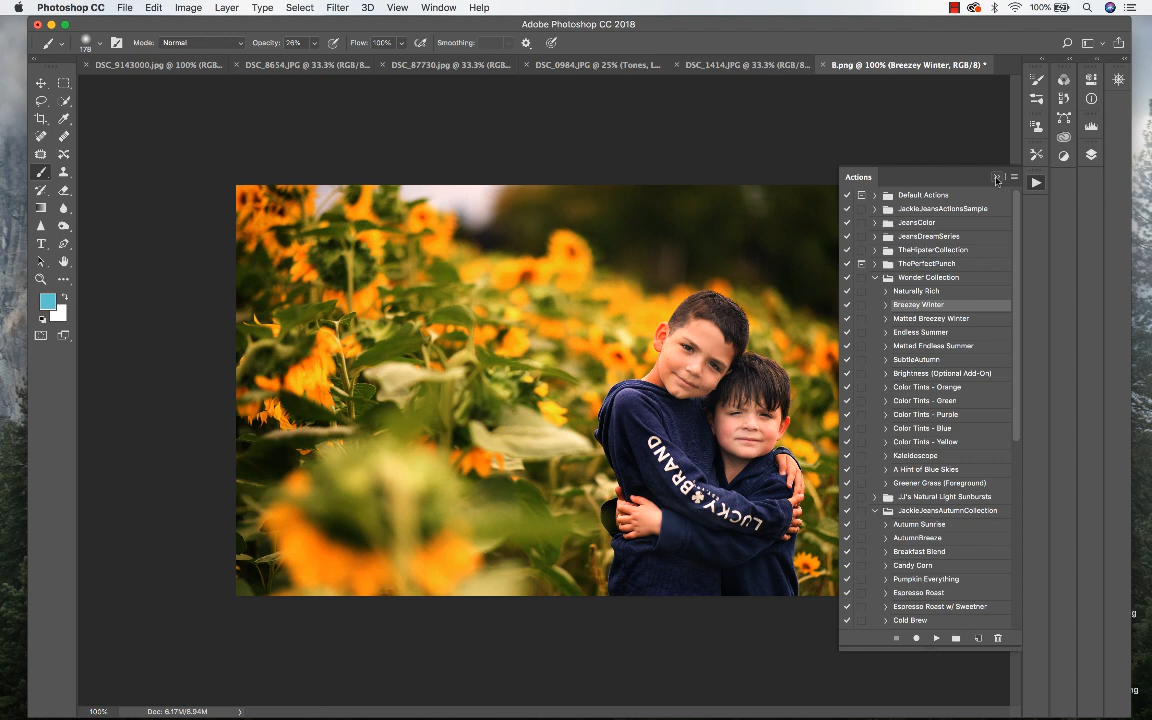 Photoshop CC File Edit Image Layer Type Select Filter 3D View Window Help 100%
Adobe Photoshop CC 2018
178 Mode: Normal Opacity: 26% Flow: 100% Smoothing:
DSC_9143000.jpg @ 100% (RGB... DSC_8654.JPG @ 33.3% (RGB/8... DSC_87730.jpg @ 33.3% (RGB... DSC_0984.JPG @ 25% (Tones, L... DSC_1414.JPG @ 33.3% (RGB/8... B.png @ 100% (Breezey Winter, RGB/8) *
Actions
Default Actions
JackieJeansActionsSample
JeansColor
JeansDreamSeries
TheHipsterCollection
ThePerfectPunch
Wonder Collection
Naturally Rich
Breezey Winter
Matted Breezey Winter
Endless Summer
Matted Endless Summer
SubtleAutumn
Brightness (Optional Add-On)
Color Tints - Orange
Color Tints - Green
Color Tints - Purple
Color Tints - Blue
Color Tints - Yellow
Kaleidoscope
A Hint of Blue Skies
Greener Grass (Foreground)
JJ's Natural Light Sunbursts
JackieJeansAutumnCollection
Autumn Sunrise
AutumnBreeze
Breakfast Blend
Candy Corn
Pumpkin Everything
Espresso Roast
Espresso Roast w/ Sweetner
Cold Brew
LUCKY BRAND
100% Doc: 6.17M/8.94M